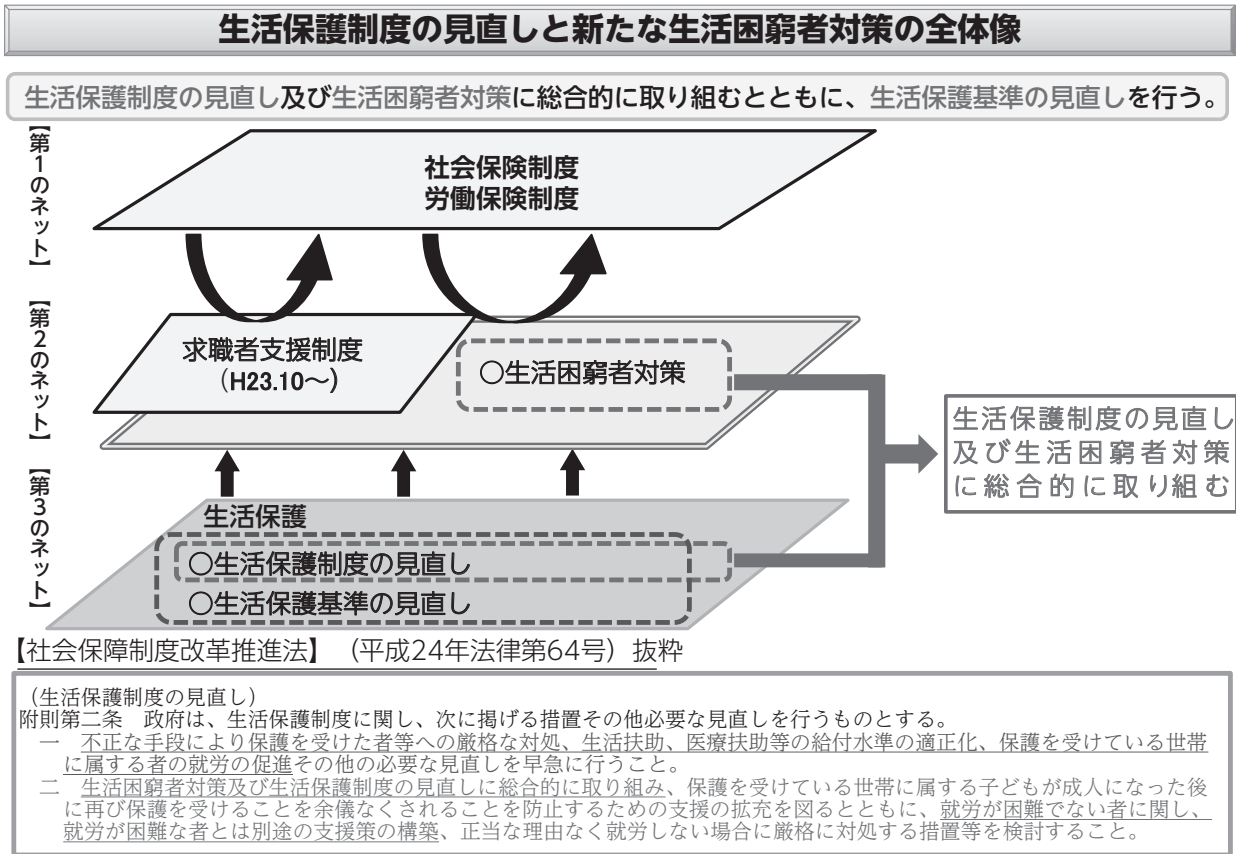 生活保護制度の見直しと新たな生活困窮者対策の全体像
生活保護制度の見直し及び生活困窮者対策に総合的に取り組むとともに、生活保護基準の見直しを行う。
【第1のネット】
社会保険制度
労働保険制度
【第2のネット】
求職者支援制度
（H23.10～）
○生活困窮者対策
生活保護制度の見直し
及び生活困窮者対策
に総合的に取り組む
【第3のネット】
生活保護
○生活保護制度の見直し
○生活保護基準の見直し
【社会保障制度改革推進法】（平成24年法律第64号）抜粋
（生活保護制度の見直し）
附則第二条　政府は、生活保護制度に関し、次に掲げる措置その他必要な見直しを行うものとする。
一　不正な手段により保護を受けた者等への厳格な対処、生活扶助、医療扶助等の給付水準の適正化、保護を受けている世帯
に属する者の就労の促進その他の必要な見直しを早急に行うこと。
二　生活困窮者対策及び生活保護制度の見直しに総合的に取り組み、保護を受けている世帯に属する子どもが成人になった後
に再び保護を受けることを余儀なくされることを防止するための支援の拡充を図るとともに、就労が困難でない者に関し、
就労が困難な者とは別途の支援策の構築、正当な理由なく就労しない場合に厳格に対処する措置等を検討すること。